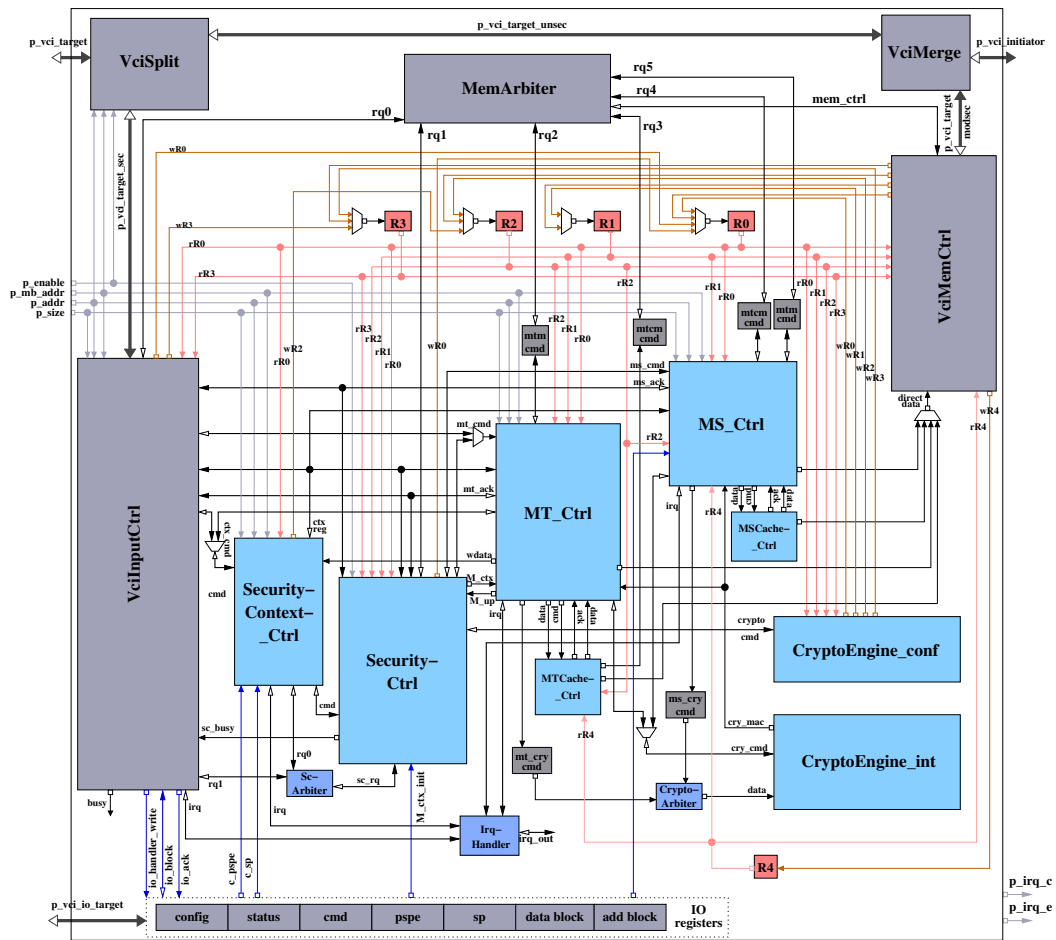 p_vci_target_unsec
p_vci_target
VciSplit
VciMerge
p_vci_initiator
MemArbiter
rq5
rq4
mem_ctrl
rq0
rq1
rq2
rq3
p_vci_target
modsec
p_vci_target_sec
wR0
wR3
R3
R2
R1
R0
rR0
rR3
rR2
rR1
rR0
rR0
rR1
rR2
rR3
VciMemCtrl
p_enable
p_mb_addr
p_addr
p_size
wR2
rR0
rR3
rR2
rR1
rR0
wR0
rR2
rR1
rR0
mtm
cmd
mtcm
cmd
mtcm
cmd
mtm
cmd
wR0
wR1
wR2
wR3
ms_cmd
ms_ack
MS_Ctrl
direct
data
wR4
rR4
mt_cmd
rR2
mt_ack
MT_Ctrl
irq
data
cmd
ack
data
rR4
MSCache-
_Ctrl
VciInputCtrl
ctx
cmd
ctx
reg
cmd
wdata
Security-
Context-
_Ctrl
M_ctx
M_up
irq
Security-
Ctrl
data
cmd
ack
data
crypto
cmd
CryptoEngine_conf
MTCache-
_Ctrl
rR4
cmd
sc_busy
rq0
ms_cry
cmd
cry_mac
cry_cmd
CryptoEngine_int
mt_cry
cmd
rq1
Sc-
Arbiter
sc_rq
Crypto-
Arbiter
data
busy
irq
irq
M_ctx_init
Irq-
Handler
irq_out
io_handler_write
io_block
io_ack
c_pspe
c_sp
R4
p_irq_c
p_vci_io_target
config
status
cmd
pspe
sp
data block
add block
IO
registers
p_irq_e